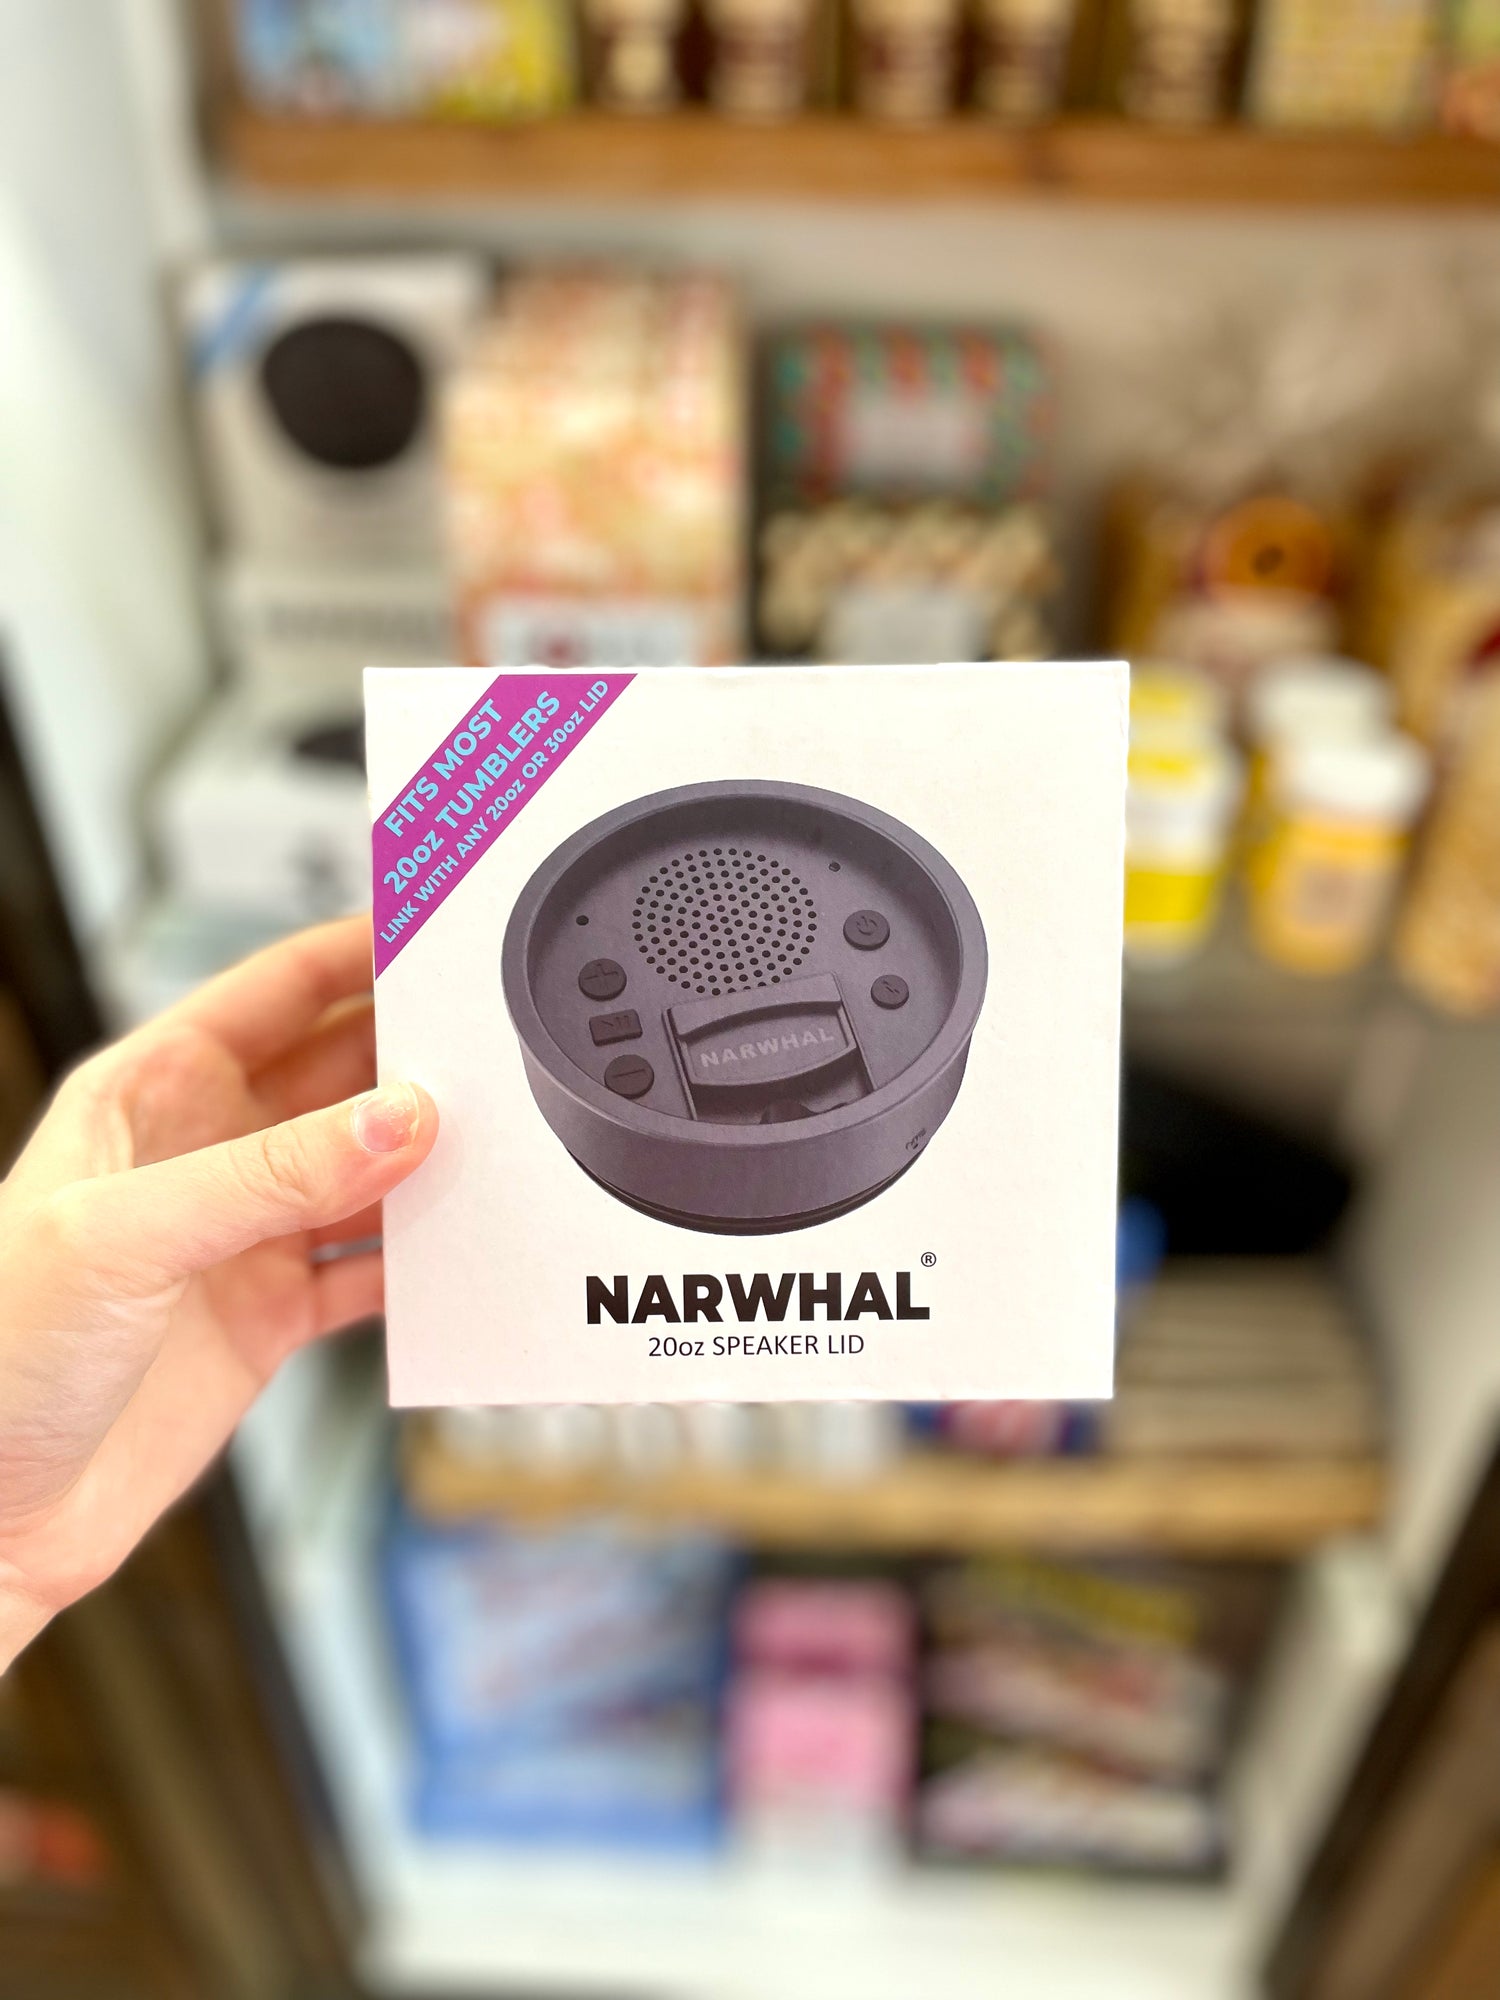 FITS MOST
20oz TUMBLERS
LINK WITH ANY 20oz OR 30oz LID
NARWHAL
NARWHAL®
20oz SPEAKER LID